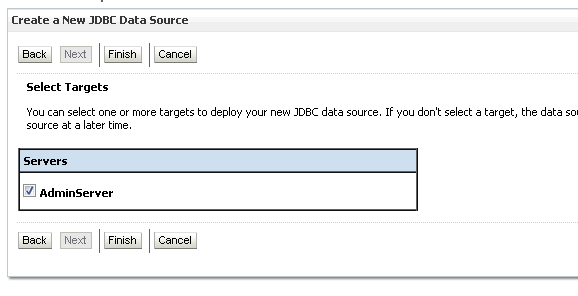 Create a New JDBC Data Source
Back Next Finish Cancel
Select Targets
You can select one or more targets to deploy your new JDBC data source. If you don't select a target, the data
source at a later time.
Servers
AdminServer
Back Next Finish Cancel